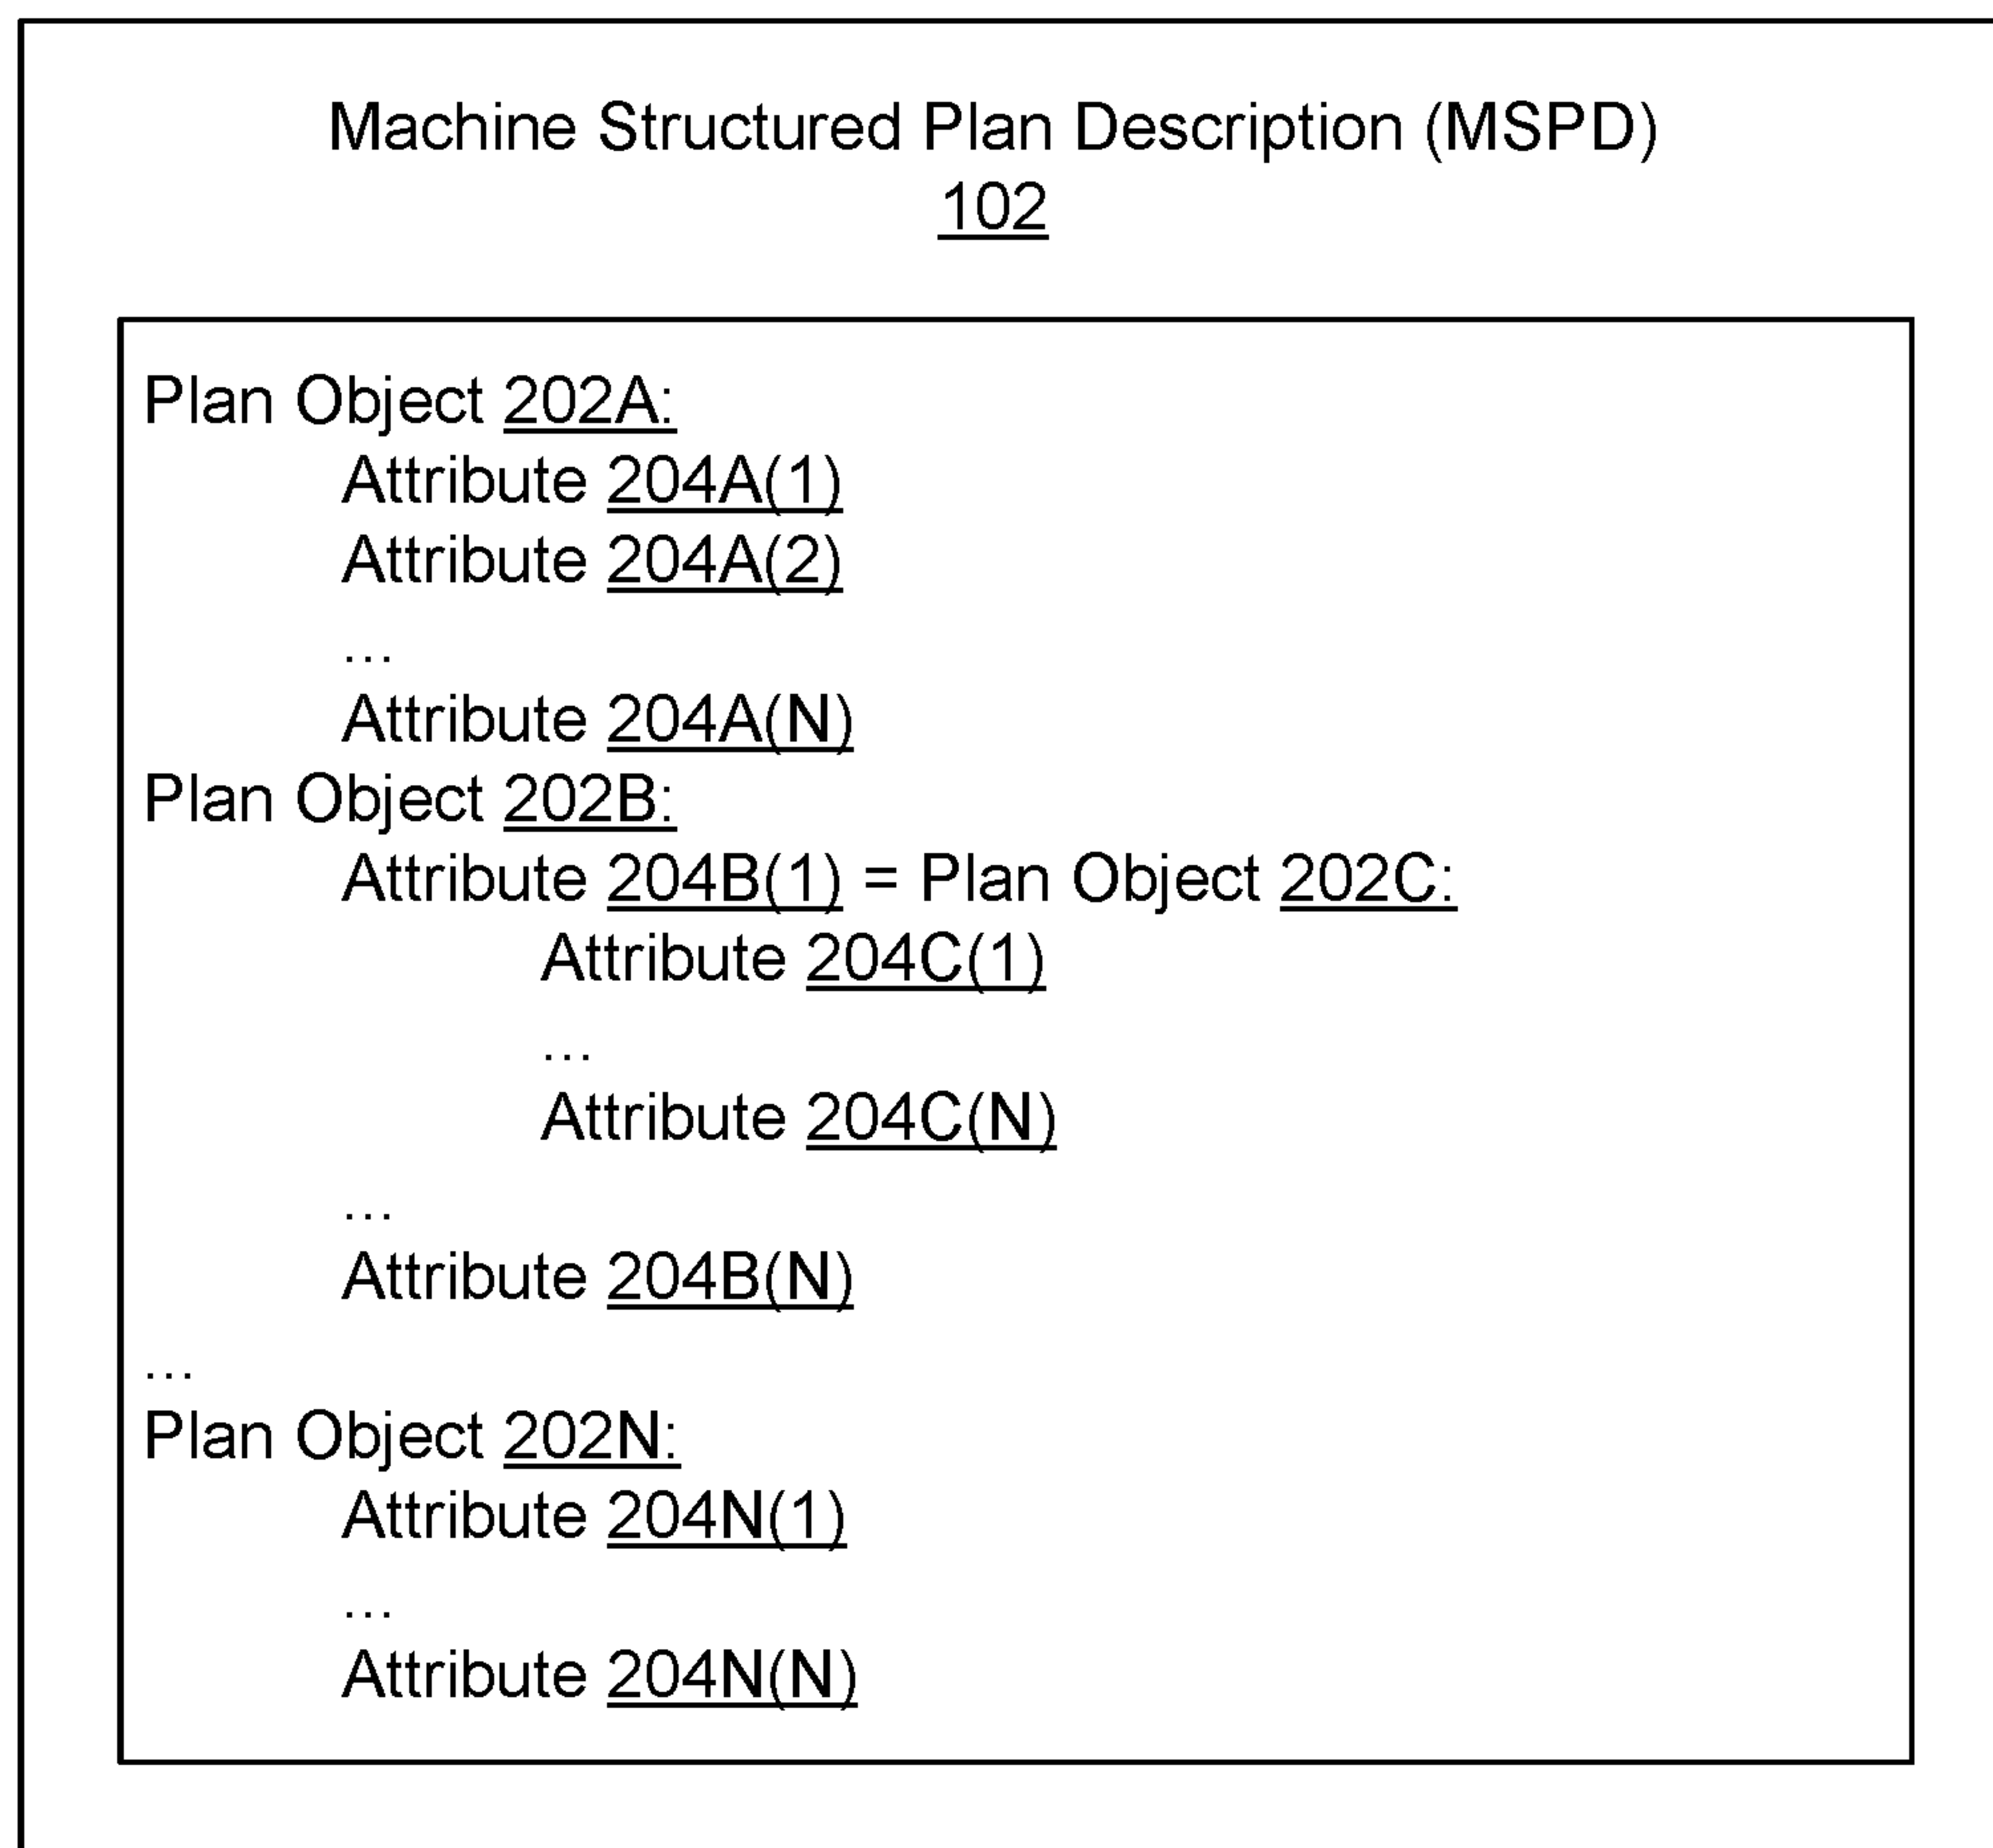 Machine Structured Plan Description (MSPD)
102
Plan Object 202A:
Attribute 204A(1)
Attribute 204A(2)
...
Attribute 204A(N)
Plan Object 202B:
Attribute 204B(1) = Plan Object 202C:
Attribute 204C(1)
...
Attribute 204C(N)
...
Attribute 204B(N)
...
Plan Object 202N:
Attribute 204N(1)
...
Attribute 204N(N)